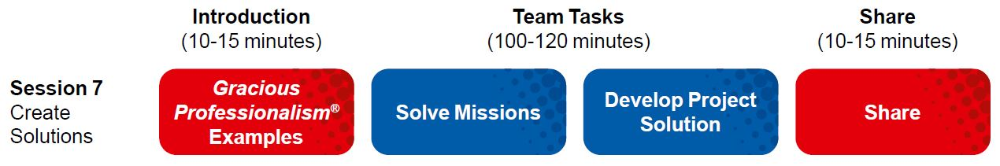 Introduction
(10-15 minutes)
Team Tasks
(100-120 minutes)
Share
(10-15 minutes)
Session 7
Create
Solutions
Gracious
Professionalism®
Examples
Solve Missions
Develop Project
Solution
Share